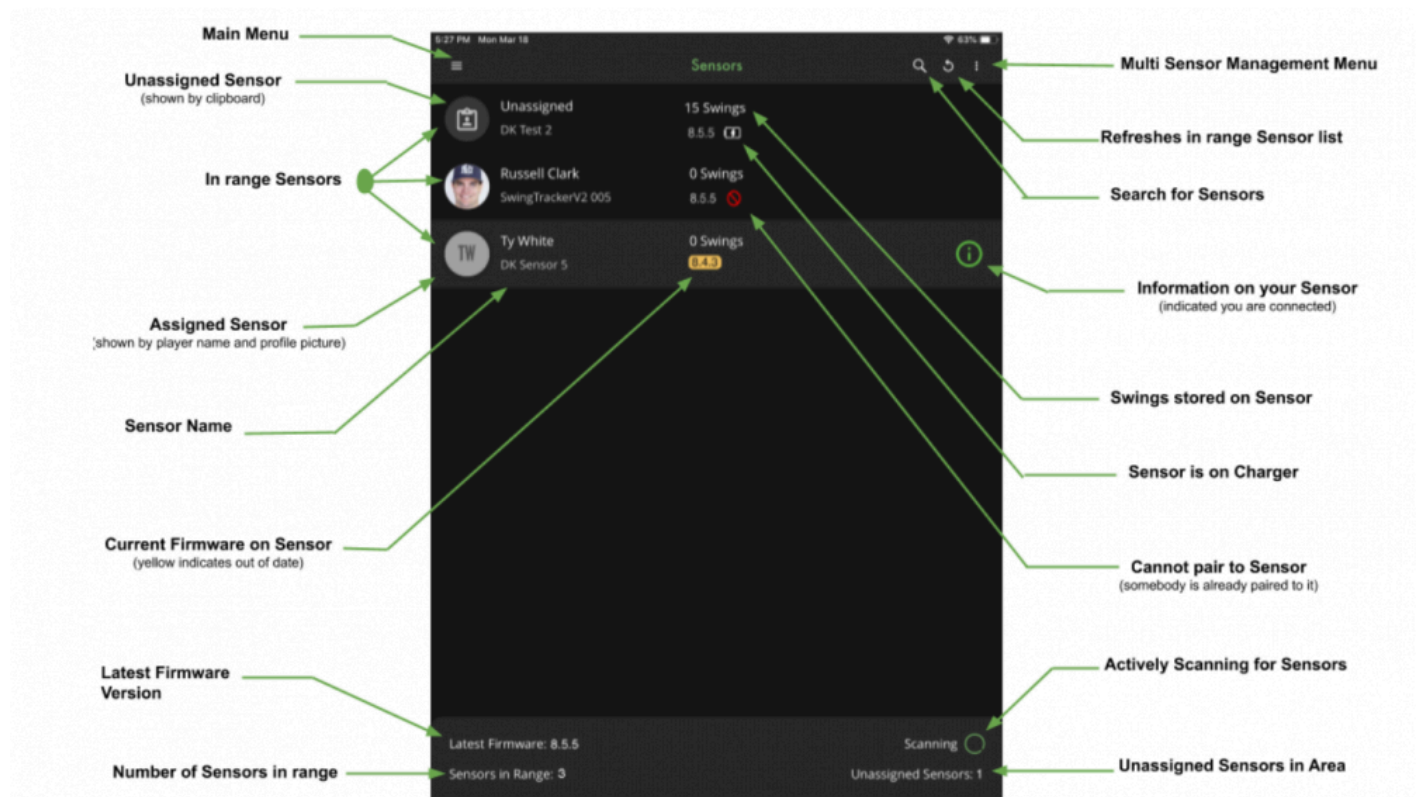 Main Menu
Unassigned Sensor
(shown by clipboard)
In range Sensors
Assigned Sensor
(shown by player name and profile picture)
Sensor Name
Current Firmware on Sensor
(yellow indicates out of date)
Latest Firmware
Version
Number of Sensors in range
5:27 PM Mon Mar 18
63%
Sensors
Unassigned
15 Swings
DK Test 2
8.5.5
Russell Clark
0 Swings
SwingTrackerV2 005
8.5.5
TW
Ty White
0 Swings
DK Sensor 5
8.4.3
Latest Firmware: 8.5.5
Scanning
Sensors in Range: 3
Unassigned Sensors: 1
Multi Sensor Management Menu
Refreshes in range Sensor list
Search for Sensors
Information on your Sensor
(indicated you are connected)
Swings stored on Sensor
Sensor is on Charger
Cannot pair to Sensor
(somebody is already paired to it)
Actively Scanning for Sensors
Unassigned Sensors in Area